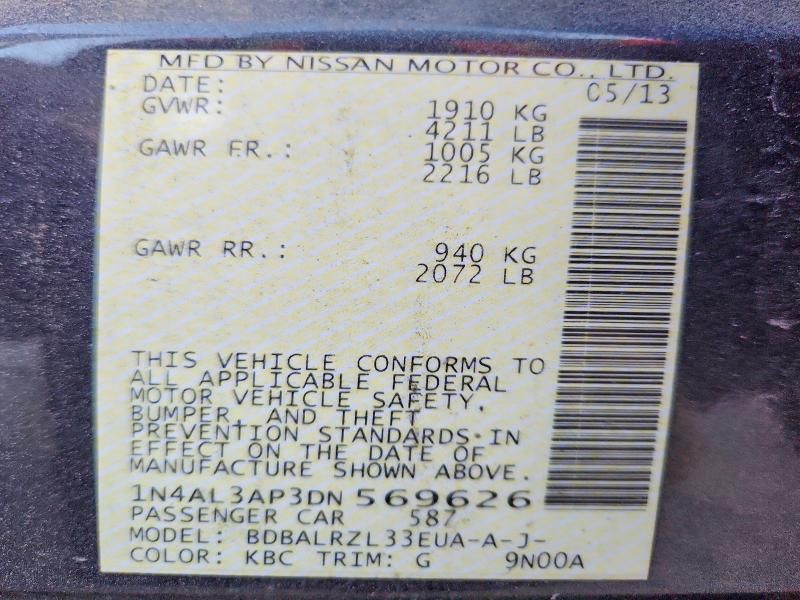 MFD BY NISSAN MOTOR CO., LTD.
DATE: 05/13
GVWR: 1910 KG
4211 LB
GAWR FR.: 1005 KG
2216 LB
GAWR RR.: 940 KG
2072 LB
THIS VEHICLE CONFORMS TO
ALL APPLICABLE FEDERAL
MOTOR VEHICLE SAFETY,
BUMPER, AND THEFT
PREVENTION STANDARDS IN
EFFECT ON THE DATE OF
MANUFACTURE SHOWN ABOVE.
1N4AL3AP3DN569626
PASSENGER CAR 587
MODEL: BDBALRZL33EUA-A-J-
COLOR: KBC TRIM: G 9N00A